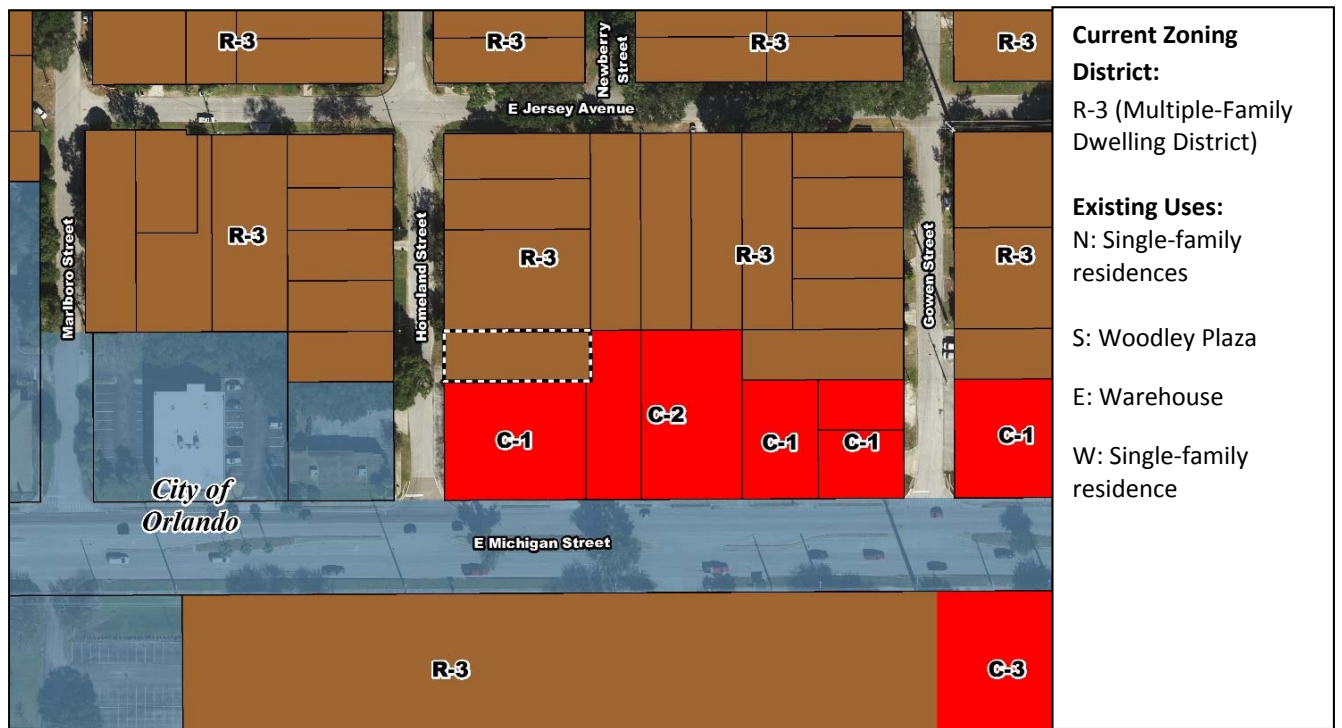 R-3
R-3
R-3
R-3
Newberry
Street
E Jersey Avenue
Marlboro Street
R-3
Homeland Street
R-3
R-3
Gowen Street
R-3
C-1
C-2
C-1
C-1
C-1
City of
Orlando
E Michigan Street
R-3
C-3
Current Zoning
District:
R-3 (Multiple-Family
Dwelling District)
Existing Uses:
N: Single-family
residences
S: Woodley Plaza
E: Warehouse
W: Single-family
residence